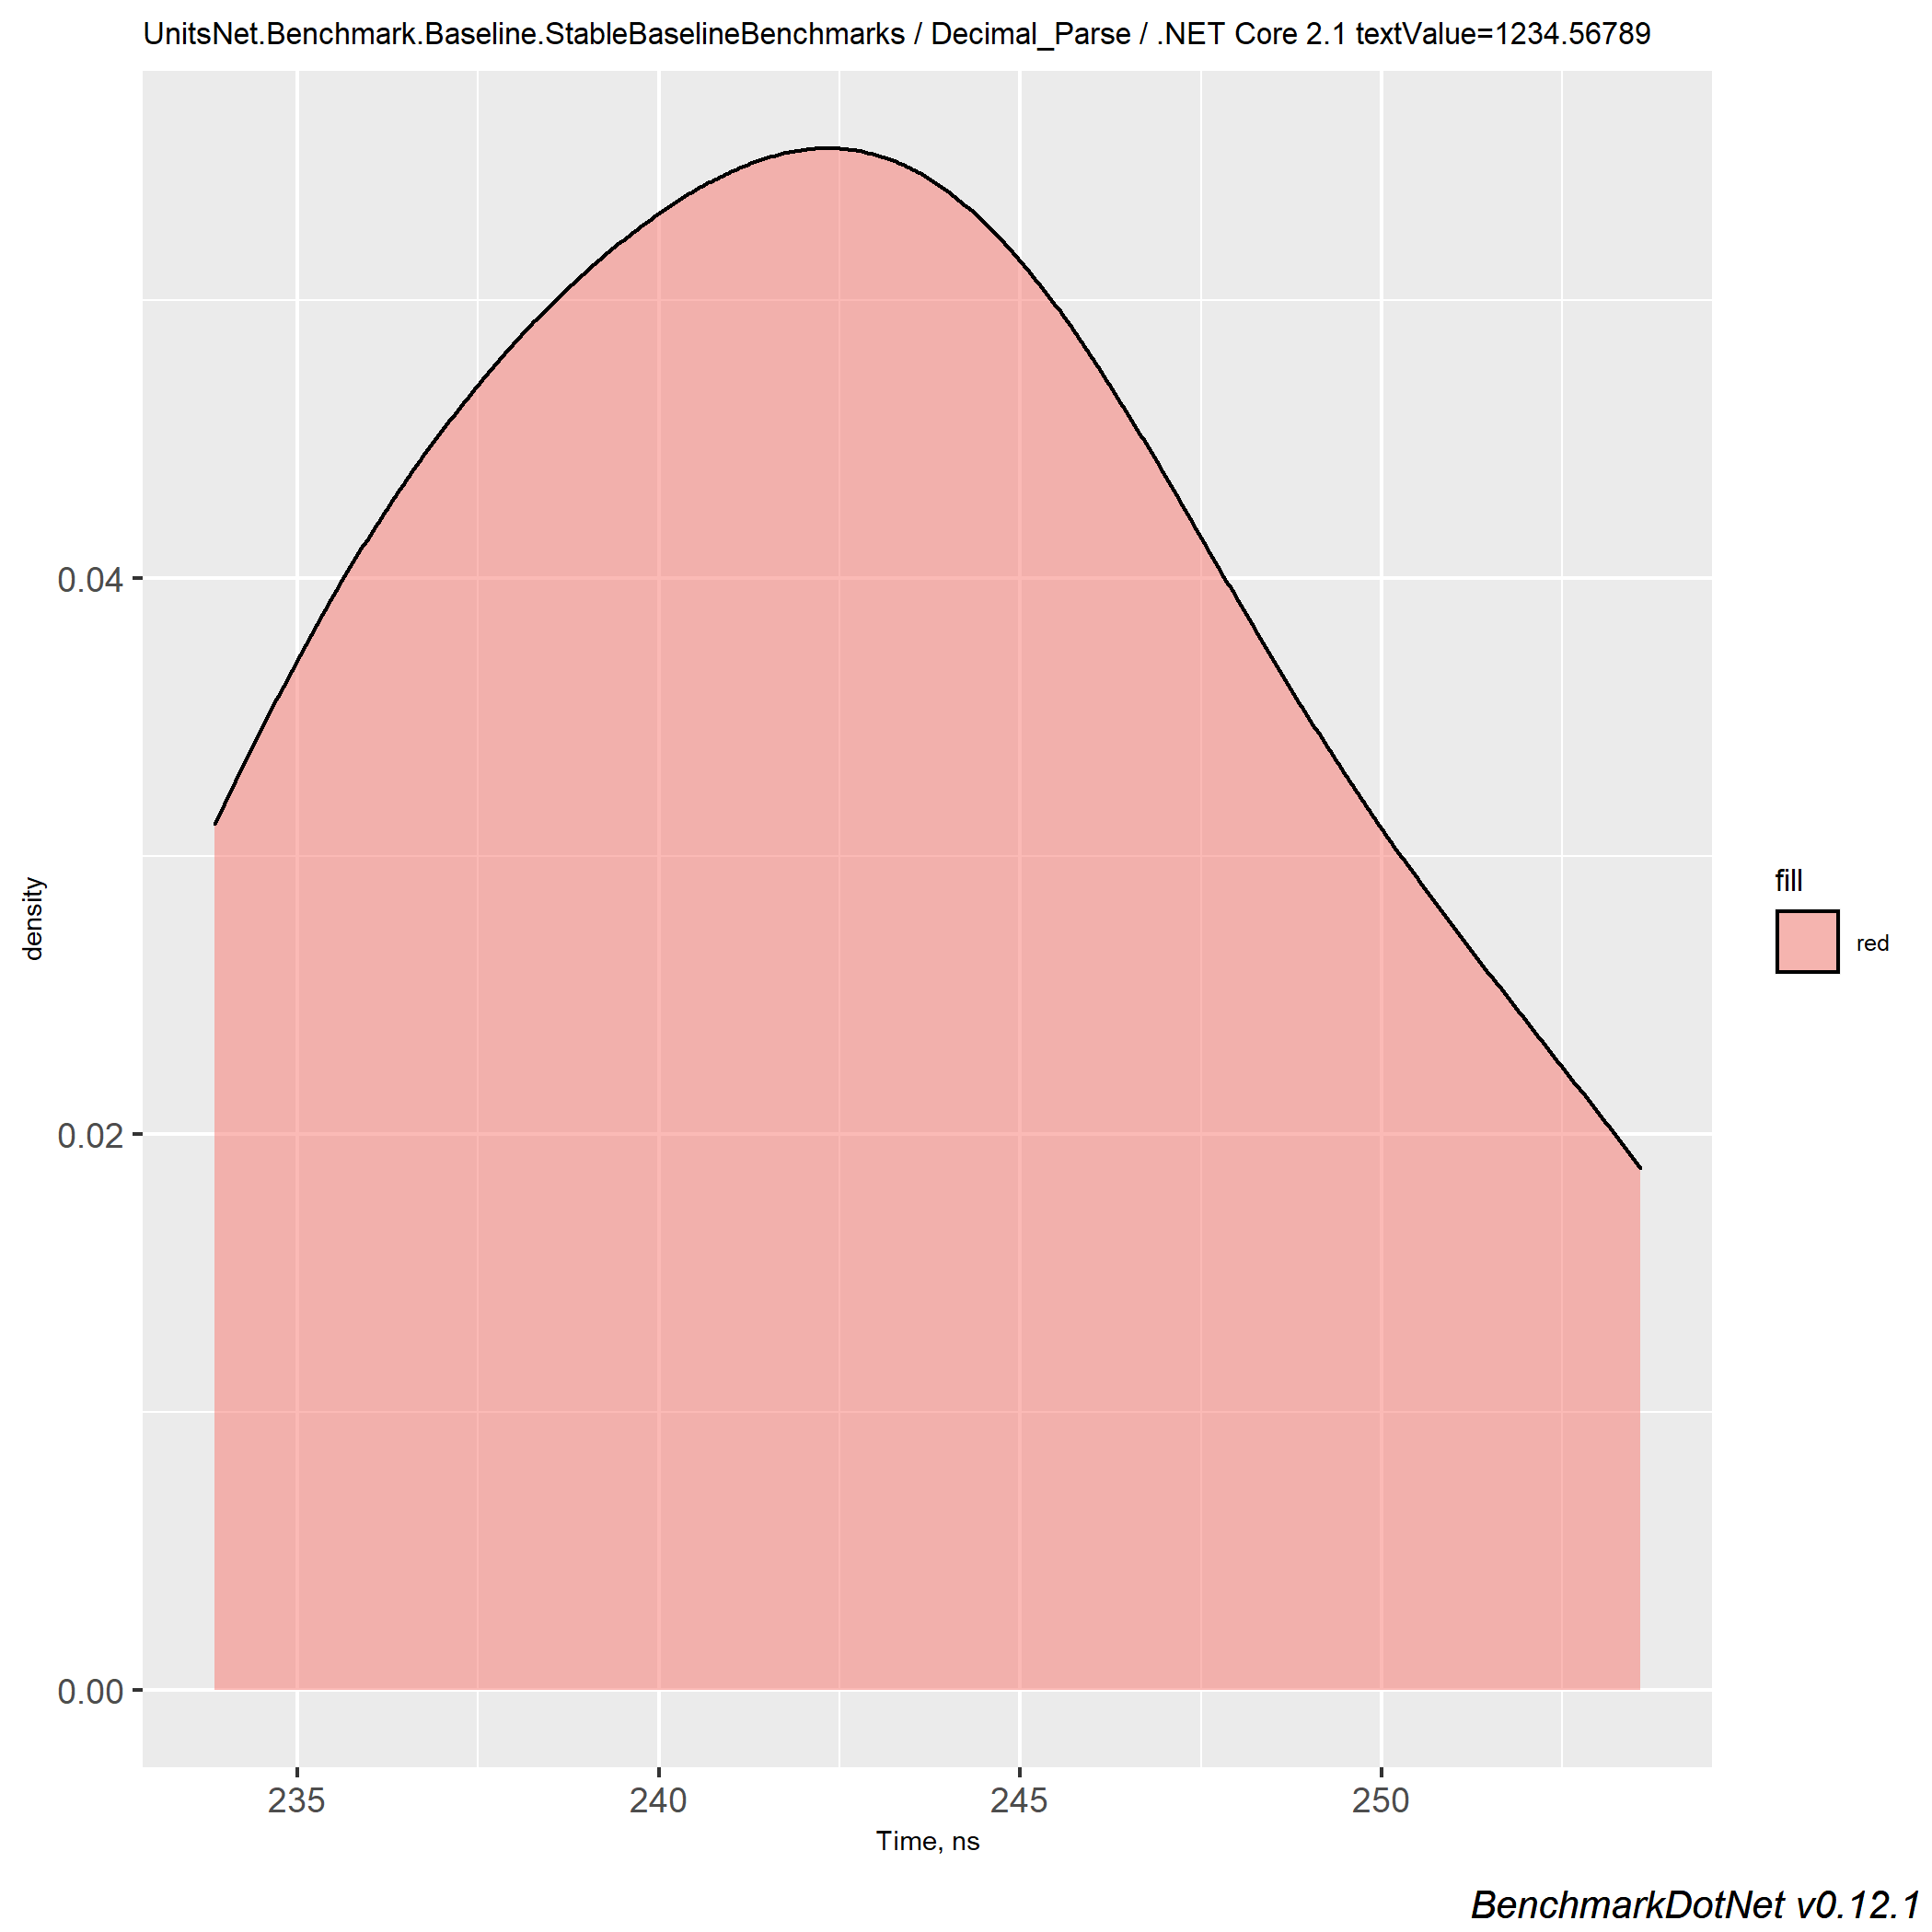 UnitsNet.Benchmark.Baseline.StableBaselineBenchmarks / Decimal_Parse / .NET Core 2.1 textValue=1234.56789
0.04
0.02
0.00
density
235 240 245 250
Time, ns
fill
red
BenchmarkDotNet v0.12.1